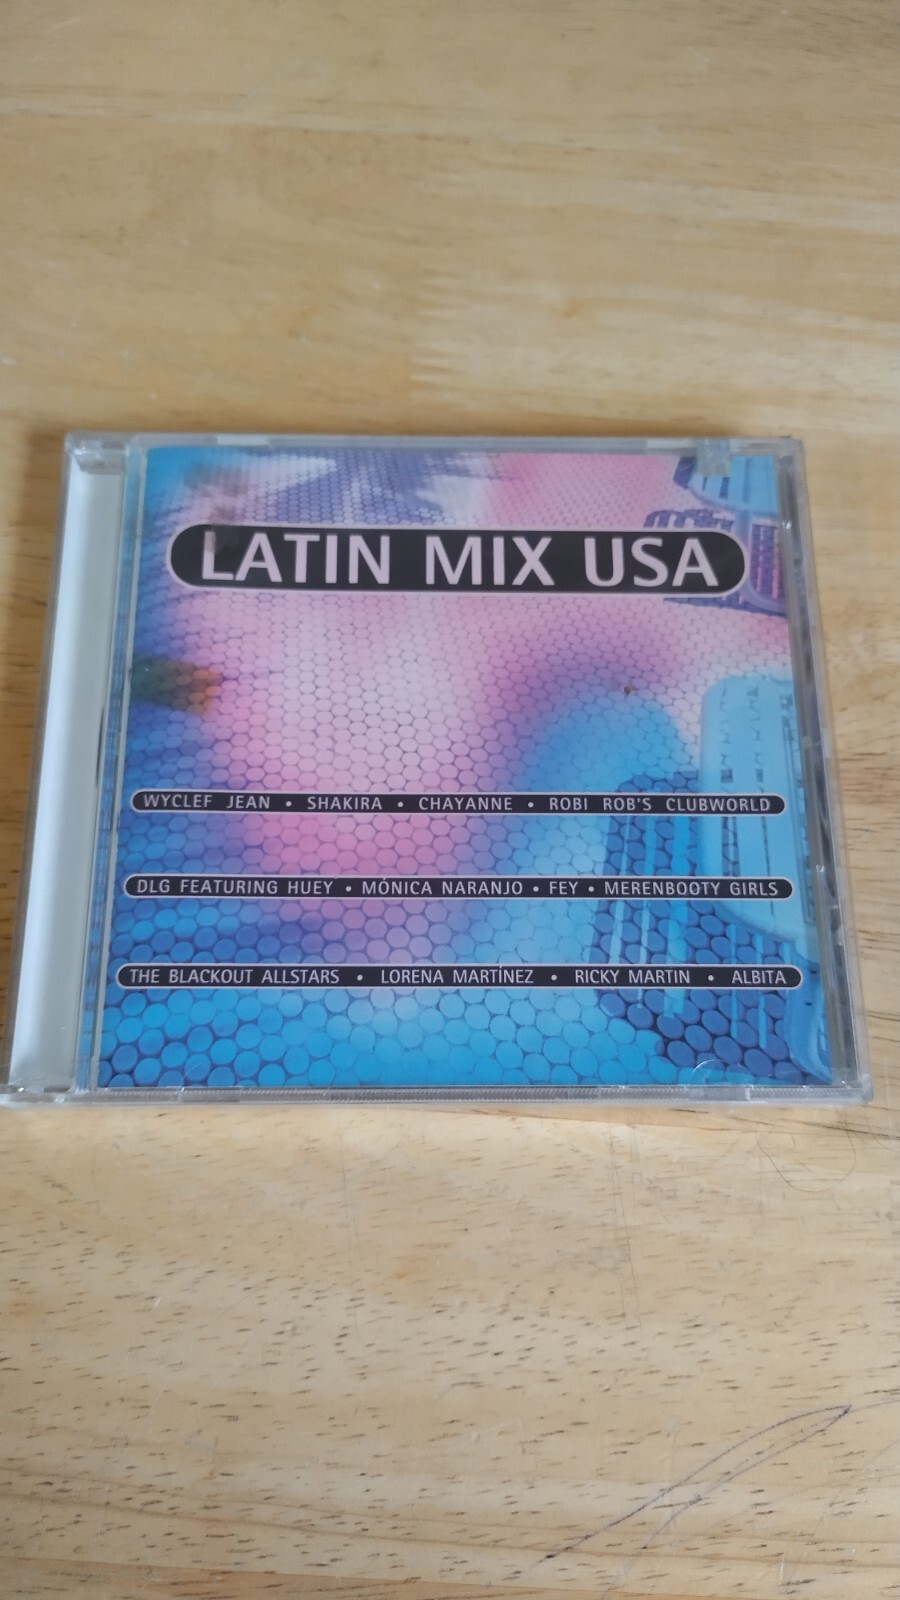 LATIN MIX USA
WYCLEF JEAN • SHAKIRA • CHAYANNE • ROBI ROB'S CLUBWORLD
DLG FEATURING HUEY • MÓNICA NARANJO • FEY • MERENBOOTY GIRLS
THE BLACKOUT ALLSTARS • LORENA MARTÍNEZ • RICKY MARTIN • ALBITA